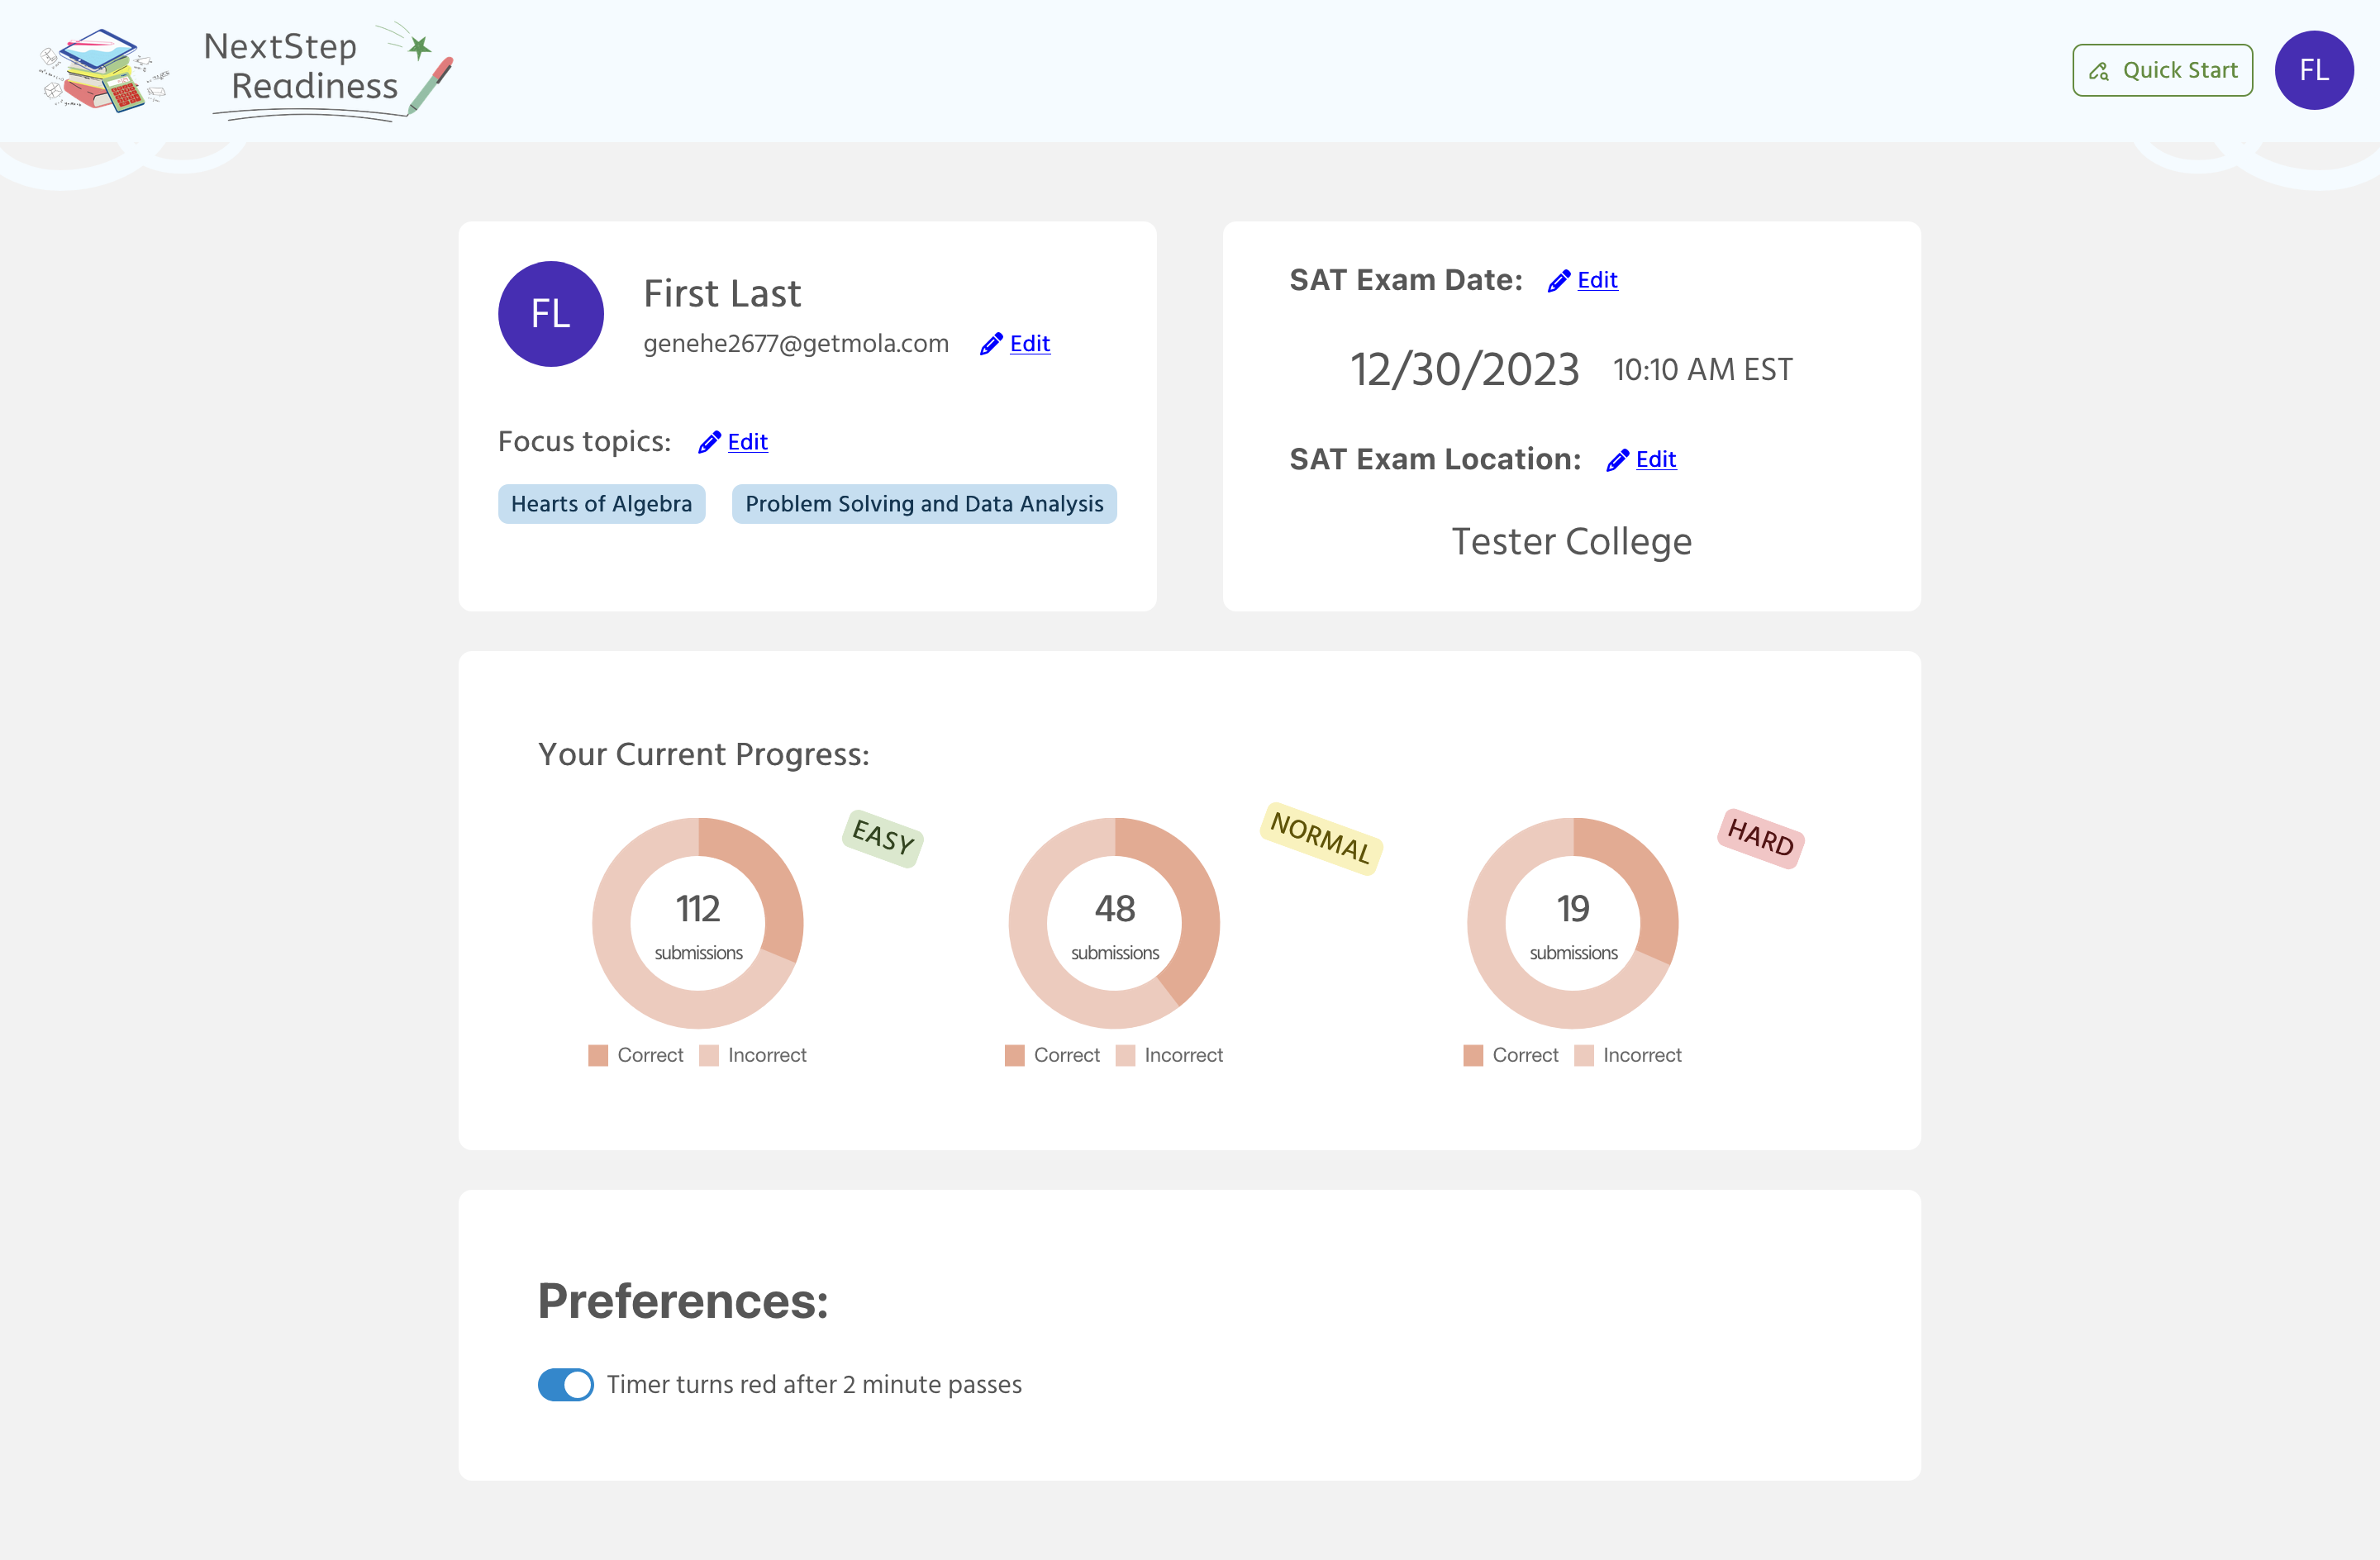 NextStep
Readiness
Quick Start
FL
FL
First Last
genehe2677@getmola.com
Edit
Focus topics:
Edit
Hearts of Algebra
Problem Solving and Data Analysis
SAT Exam Date:
Edit
12/30/2023
10:10 AM EST
SAT Exam Location:
Edit
Tester College
Your Current Progress:
EASY
112
submissions
Correct
Incorrect
NORMAL
48
submissions
Correct
Incorrect
HARD
19
submissions
Correct
Incorrect
Preferences:
Timer turns red after 2 minute passes